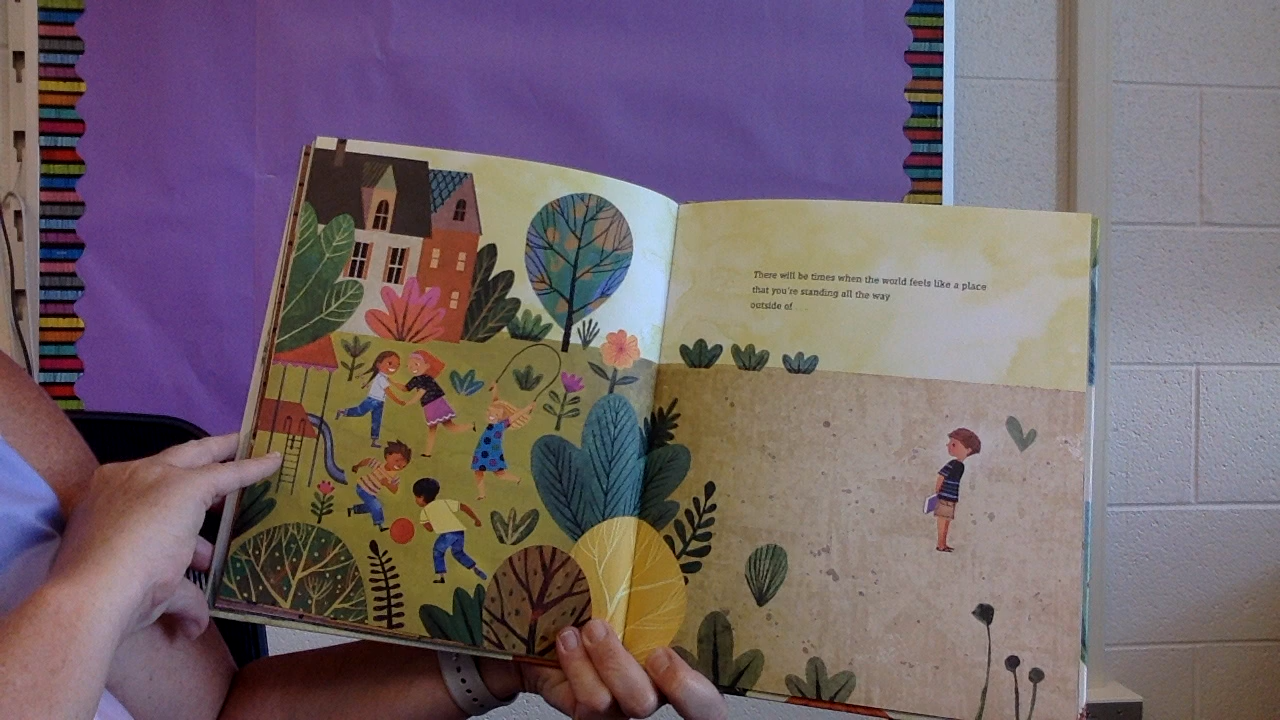 There will be times when the world feels like a place
that you're standing all the way
outside of